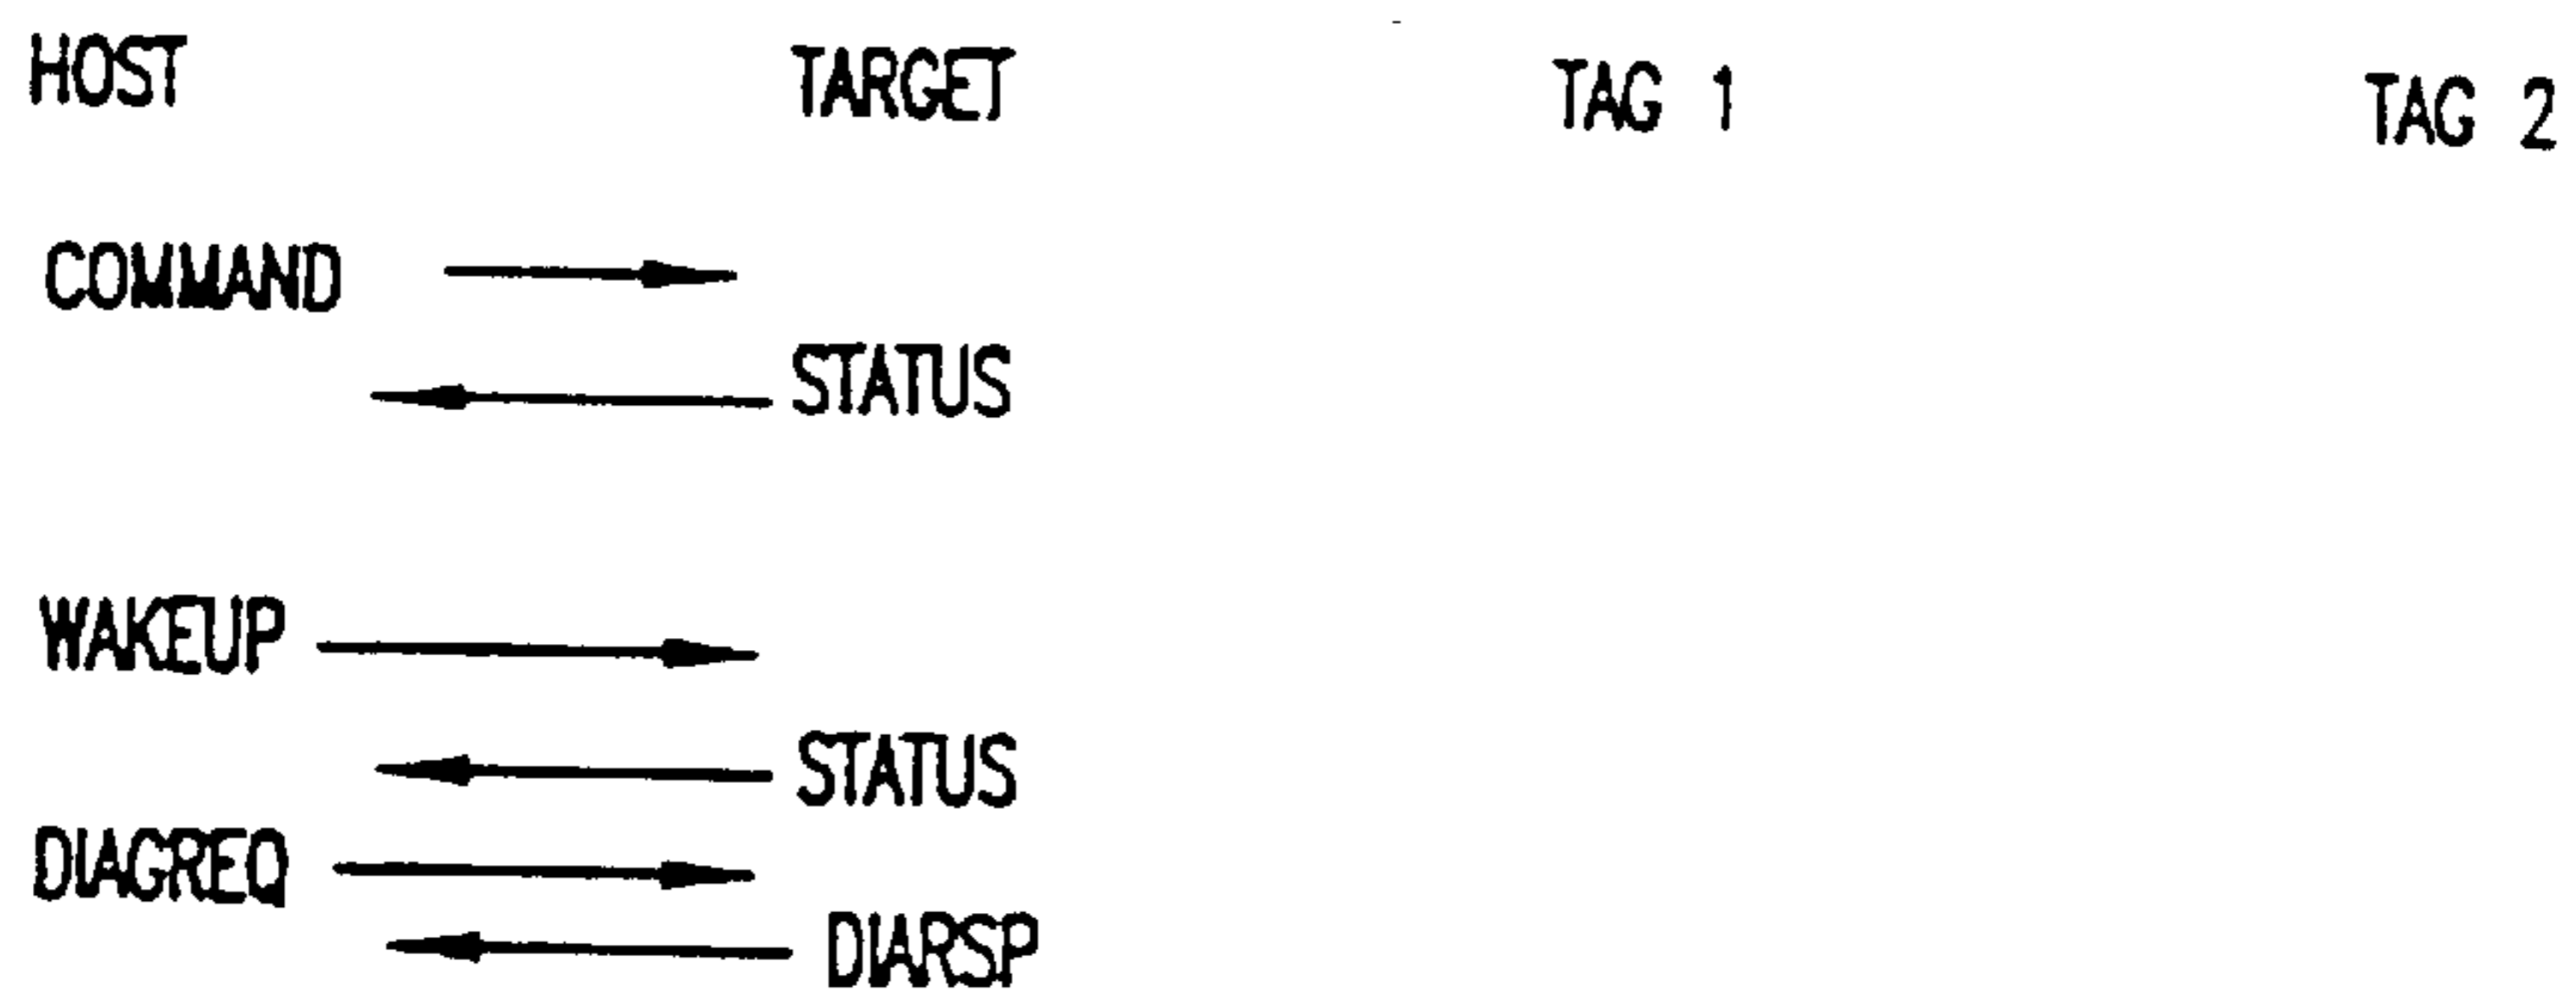 HOST TARGET TAG 1 TAG 2
COMMAND
STATUS
WAKEUP
STATUS
DIAGREQ
DIARSP